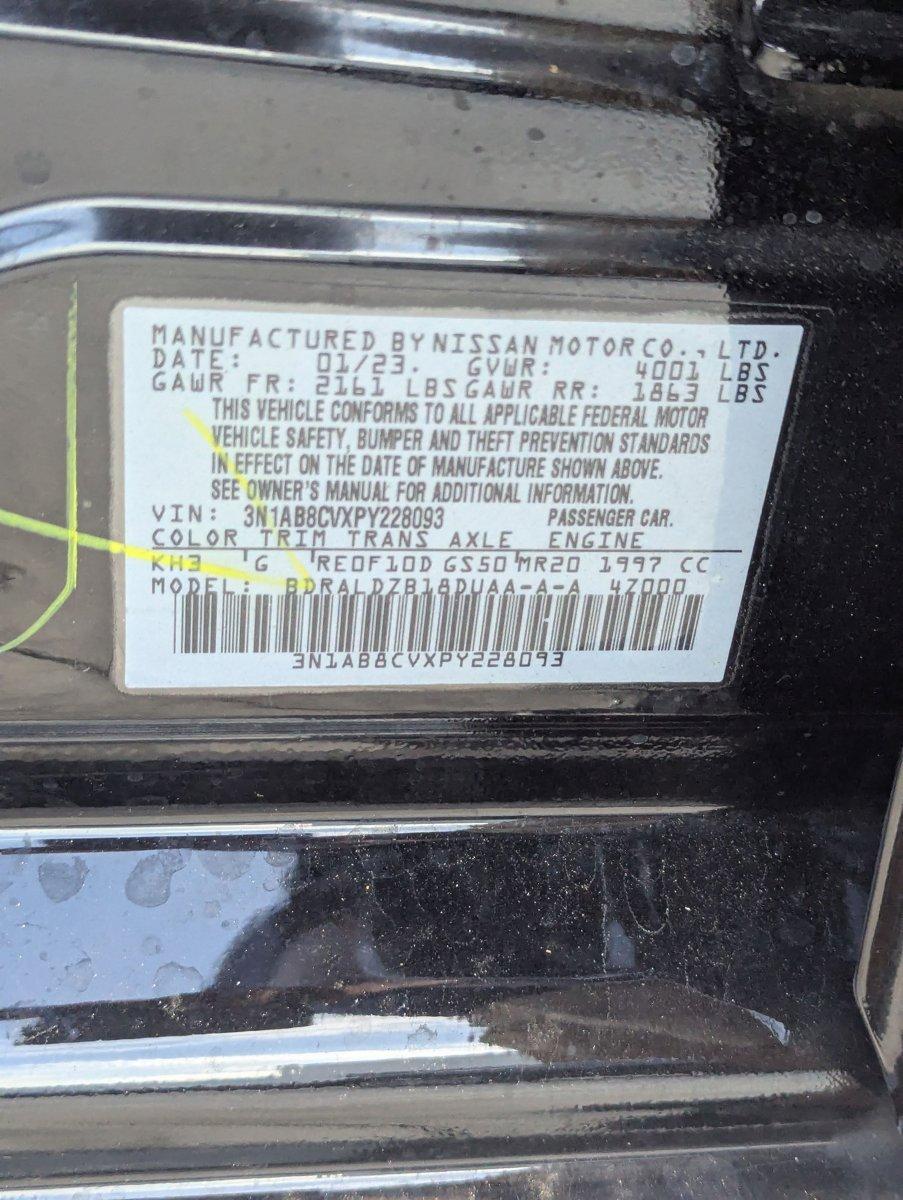 MANUFACTURED BY NISSAN MOTOR CO., LTD.
DATE: 01/23. GVWR: 4001 LBS
GAWR FR: 2161 LBS GAWR RR: 1863 LBS
THIS VEHICLE CONFORMS TO ALL APPLICABLE FEDERAL MOTOR
VEHICLE SAFETY, BUMPER AND THEFT PREVENTION STANDARDS
IN EFFECT ON THE DATE OF MANUFACTURE SHOWN ABOVE.
SEE OWNER'S MANUAL FOR ADDITIONAL INFORMATION.
VIN: 3N1AB8CVXPY228093 PASSENGER CAR.
COLOR TRIM TRANS AXLE ENGINE
KH3 G RE0F10D GS50 MR20 1997 CC
MODEL: BDRALDZB18DUAA-A-A 47000
3N1AB8CVXPY228093